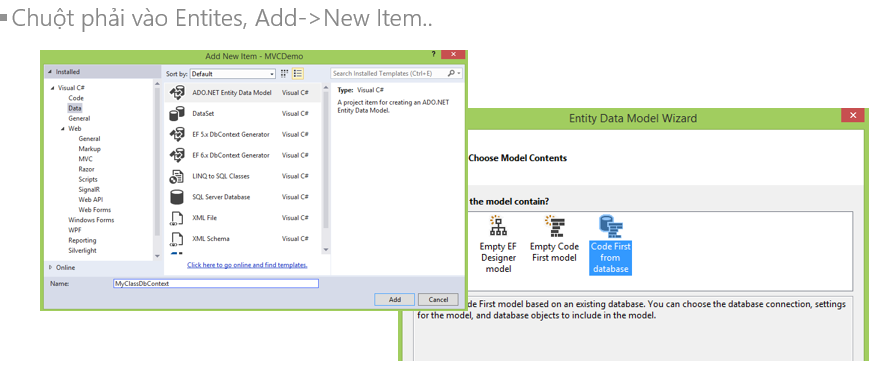 Chuột phải vào Entites, Add->New Item..
Add New Item - MVCDemo
?
Installed
Sort by: Default
Search Installed Templates (Ctrl+E)
Visual C#
Code
Data
General
Web
General
Markup
MVC
Razor
Scripts
SignalR
Web API
Web Forms
Windows Forms
WPF
Reporting
Silverlight
Online
ADO.NET Entity Data Model Visual C#
DataSet Visual C#
EF 5.x DbContext Generator Visual C#
EF 6.x DbContext Generator Visual C#
LINQ to SQL Classes Visual C#
SQL Server Database Visual C#
XML File Visual C#
XML Schema Visual C#
Click here to go online and find templates.
Type: Visual C#
A project item for creating an ADO.NET
Entity Data Model.
Name: MyClassDbContext
Add Cancel
Entity Data Model Wizard
Choose Model Contents
the model contain?
Empty EF
Designer
model
Empty Code
First model
Code First
from
database
de First model based on an existing database. You can choose the database connection, settings
for the model, and database objects to include in the model.